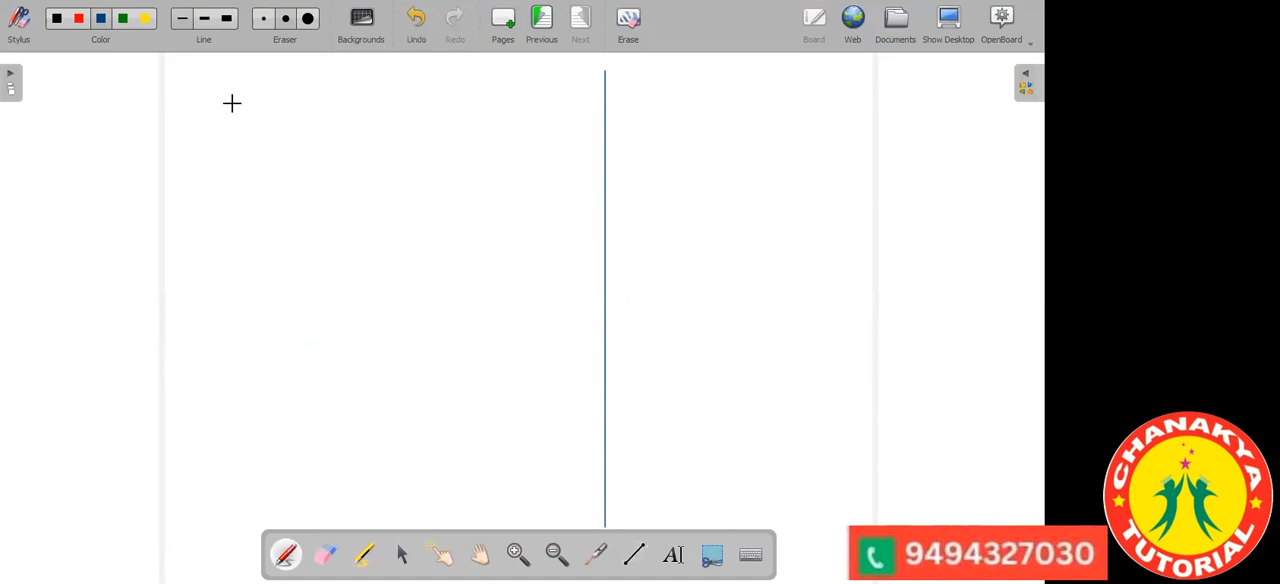 Stylus
Color
Line
Eraser
Backgrounds
Undo
Redo
Pages
Previous
Next
Erase
Board
Web
Documents
Show Desktop
OpenBoard
9494327030
CHANAKYA
TUTORIAL